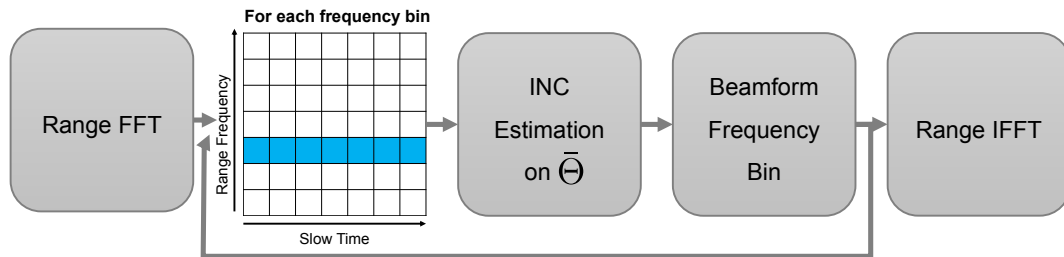 For each frequency bin
Range FFT
Range Frequency
Slow Time
INC
Estimation
on Θ̄
Beamform
Frequency
Bin
Range IFFT